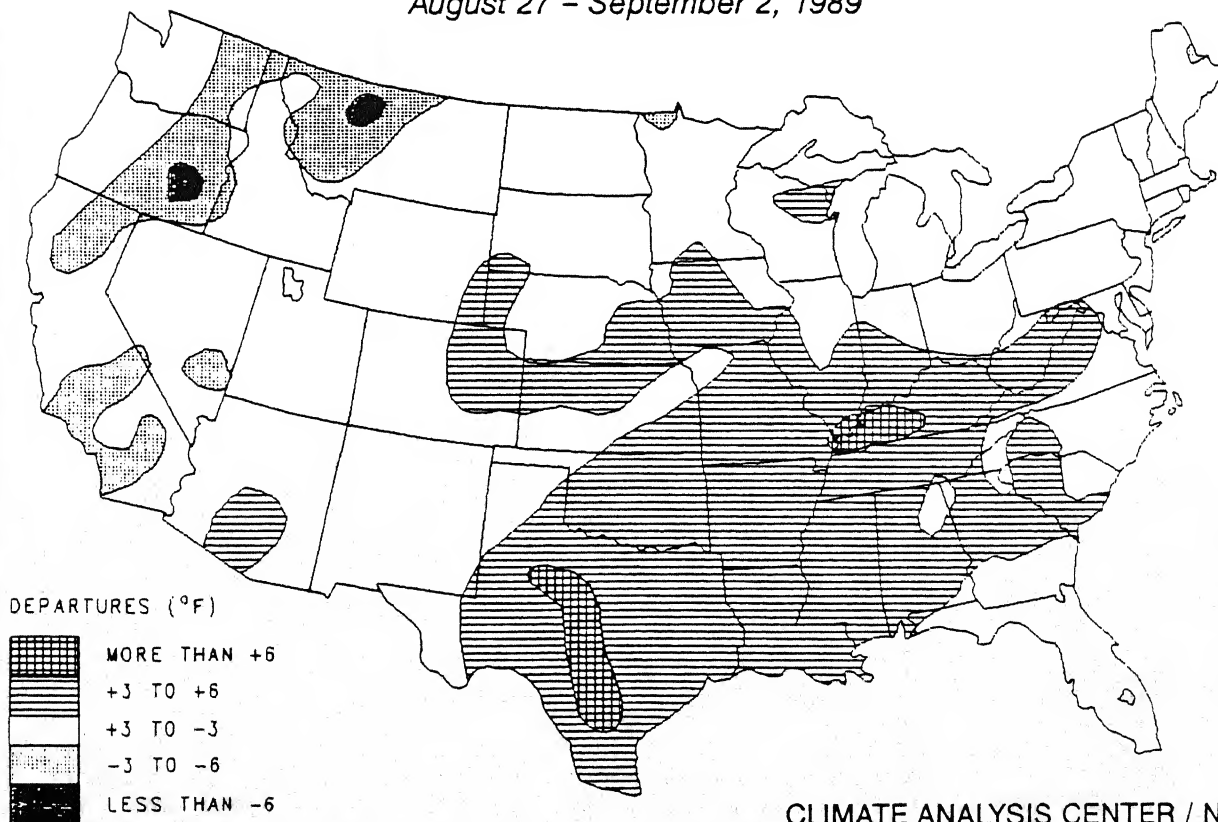 August 27 – September 2, 1989
DEPARTURES (°F)
MORE THAN +6
+3 TO +6
+3 TO -3
-3 TO -6
LESS THAN -6
CLIMATE ANALYSIS CENTER / N